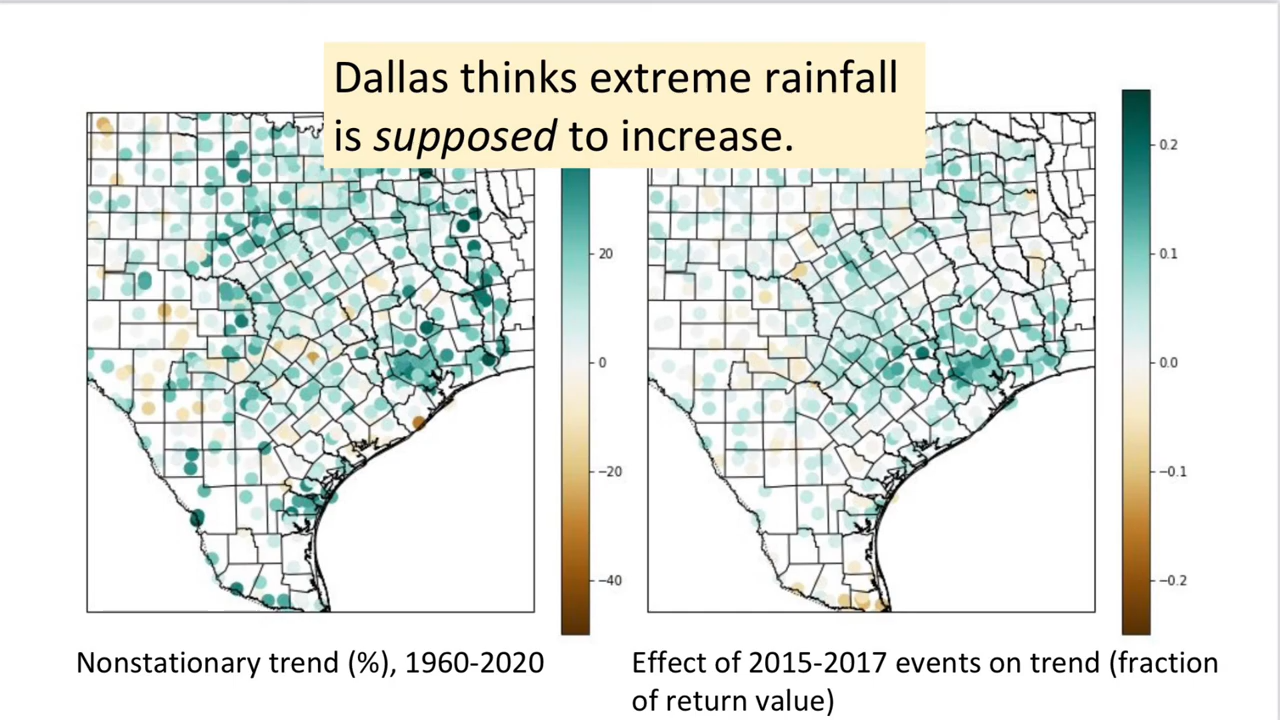 Dallas thinks extreme rainfall
is supposed to increase.
20
0
−20
−40
0.2
0.1
0.0
−0.1
−0.2
Nonstationary trend (%), 1960-2020
Effect of 2015-2017 events on trend (fraction
of return value)